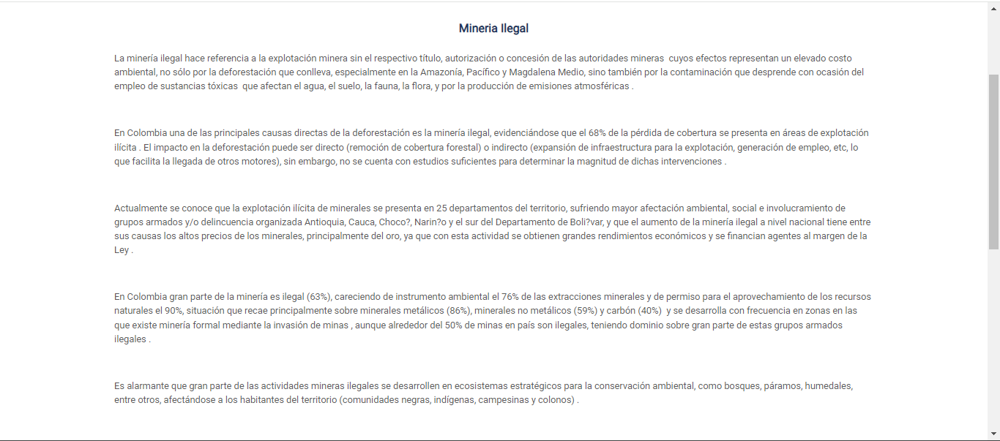 Mineria Ilegal
La minería ilegal hace referencia a la explotación minera sin el respectivo título, autorización o concesión de las autoridades mineras  cuyos efectos representan un elevado costo
ambiental, no sólo por la deforestación que conlleva, especialmente en la Amazonía, Pacífico y Magdalena Medio, sino también por la contaminación que desprende con ocasión del
empleo de sustancias tóxicas  que afectan el agua, el suelo, la fauna, la flora, y por la producción de emisiones atmosféricas .
En Colombia una de las principales causas directas de la deforestación es la minería ilegal, evidenciándose que el 68% de la pérdida de cobertura se presenta en áreas de explotación
ilícita . El impacto en la deforestación puede ser directo (remoción de cobertura forestal) o indirecto (expansión de infraestructura para la explotación, generación de empleo, etc, lo
que facilita la llegada de otros motores), sin embargo, no se cuenta con estudios suficientes para determinar la magnitud de dichas intervenciones .
Actualmente se conoce que la explotación ilícita de minerales se presenta en 25 departamentos del territorio, sufriendo mayor afectación ambiental, social e involucramiento de
grupos armados y/o delincuencia organizada Antioquia, Cauca, Choco?, Narin?o y el sur del Departamento de Boli?var, y que el aumento de la minería ilegal a nivel nacional tiene entre
sus causas los altos precios de los minerales, principalmente del oro, ya que con esta actividad se obtienen grandes rendimientos económicos y se financian agentes al margen de la
Ley .
En Colombia gran parte de la minería es ilegal (63%), careciendo de instrumento ambiental el 76% de las extracciones minerales y de permiso para el aprovechamiento de los recursos
naturales el 90%, situación que recae principalmente sobre minerales metálicos (86%), minerales no metálicos (59%) y carbón (40%)  y se desarrolla con frecuencia en zonas en las
que existe minería formal mediante la invasión de minas , aunque alrededor del 50% de minas en país son ilegales, teniendo dominio sobre gran parte de estas grupos armados
ilegales .
Es alarmante que gran parte de las actividades mineras ilegales se desarrollen en ecosistemas estratégicos para la conservación ambiental, como bosques, páramos, humedales,
entre otros, afectándose a los habitantes del territorio (comunidades negras, indígenas, campesinas y colonos) .